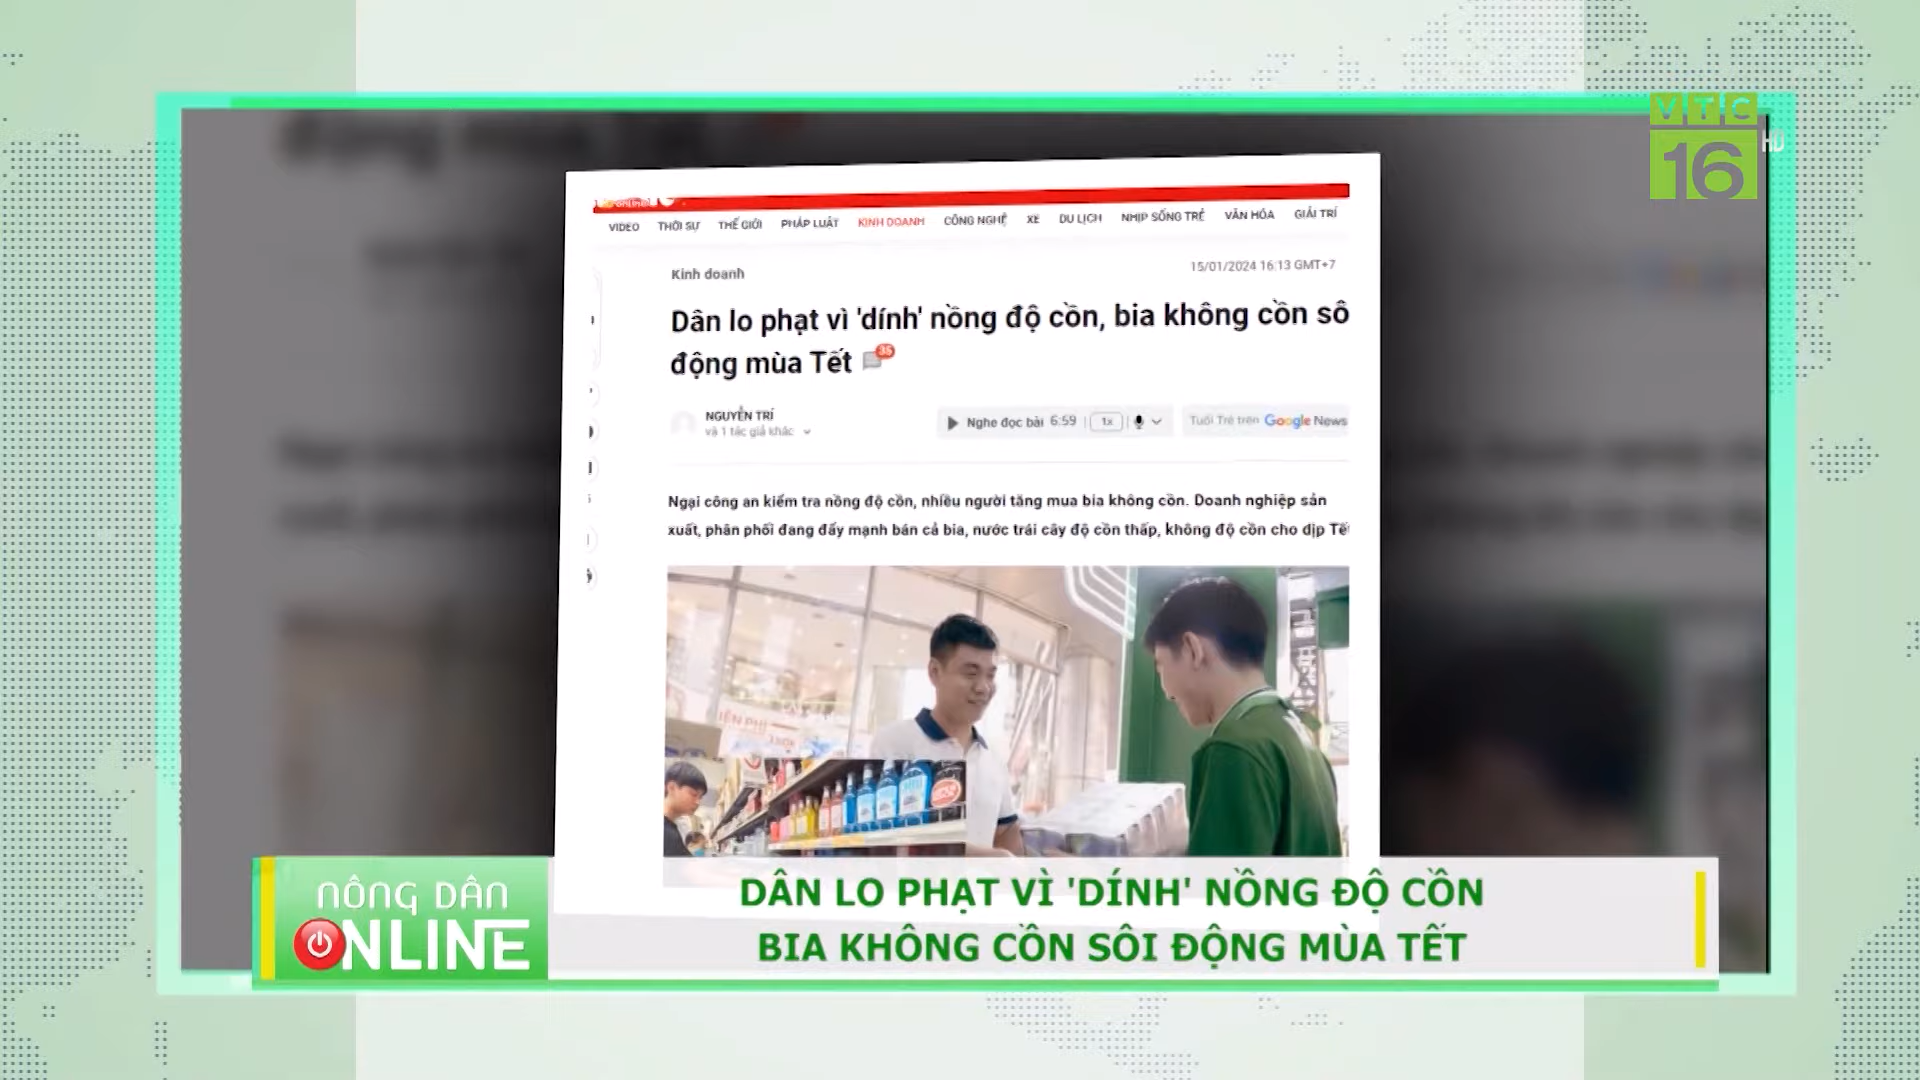 VTC
16
HD
online
VIDEO THỜI SỰ THẾ GIỚI PHÁP LUẬT KINH DOANH CÔNG NGHỆ XE DU LỊCH NHỊP SỐNG TRẺ VĂN HÓA GIẢI TRÍ
Kinh doanh
15/01/2024 16:13 GMT+7
Dân lo phạt vì 'dính' nồng độ cồn, bia không cồn sô
động mùa Tết 35
NGUYỄN TRÍ
và 1 tác giả khác
Nghe đọc bài 6:59 1x
Tuổi Trẻ trên Google News
Ngại công an kiểm tra nồng độ cồn, nhiều người tăng mua bia không cồn. Doanh nghiệp sản
xuất, phân phối đang đẩy mạnh bán cả bia, nước trái cây độ cồn thấp, không độ cồn cho dịp Tế
NÔNG DÂN
ONLINE
DÂN LO PHẠT VÌ 'DÍNH' NỒNG ĐỘ CỒN
BIA KHÔNG CỒN SÔI ĐỘNG MÙA TẾT